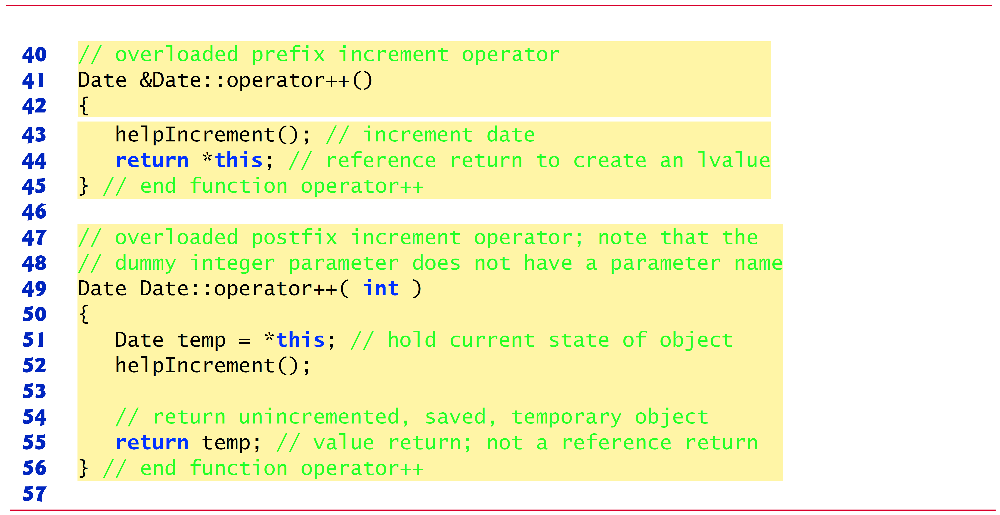 40 // overloaded prefix increment operator
41 Date &Date::operator++()
42 {
43    helpIncrement(); // increment date
44    return *this; // reference return to create an lvalue
45 } // end function operator++
46
47 // overloaded postfix increment operator; note that the
48 // dummy integer parameter does not have a parameter name
49 Date Date::operator++( int )
50 {
51    Date temp = *this; // hold current state of object
52    helpIncrement();
53
54    // return unincremented, saved, temporary object
55    return temp; // value return; not a reference return
56 } // end function operator++
57